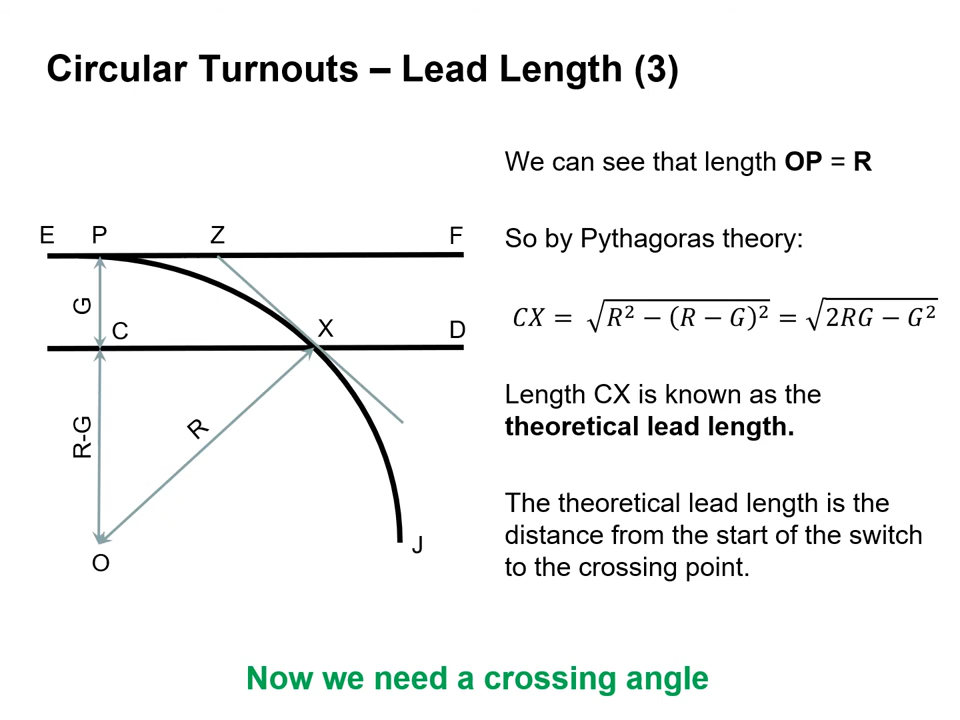 Circular Turnouts – Lead Length (3)
We can see that length OP = R
E P Z F
So by Pythagoras theory:
G
C X D
CX = √R² − (R − G)² = √2RG − G²
Length CX is known as the
theoretical lead length.
R-G
R
The theoretical lead length is the
distance from the start of the switch
to the crossing point.
J
O
Now we need a crossing angle